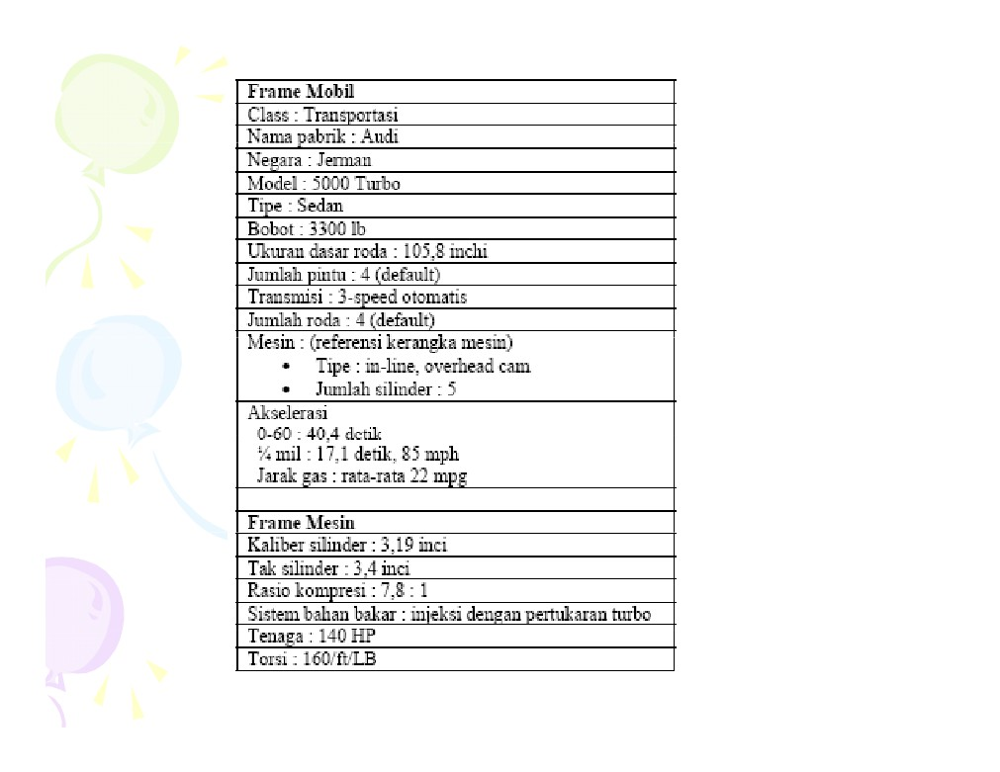 Frame Mobil
Class : Transportasi
Nama pabrik : Audi
Negara : Jerman
Model : 5000 Turbo
Tipe : Sedan
Bobot : 3300 lb
Ukuran dasar roda : 105,8 inchi
Jumlah pintu : 4 (default)
Transmisi : 3-speed otomatis
Jumlah roda : 4 (default)
Mesin : (referensi kerangka mesin)
• Tipe : in-line, overhead cam
• Jumlah silinder : 5
Akselerasi
0-60 : 40,4 detik
¼ mil : 17,1 detik, 85 mph
Jarak gas : rata-rata 22 mpg
Frame Mesin
Kaliber silinder : 3,19 inci
Tak silinder : 3,4 inci
Rasio kompresi : 7,8 : 1
Sistem bahan bakar : injeksi dengan pertukaran turbo
Tenaga : 140 HP
Torsi : 160/ft/LB